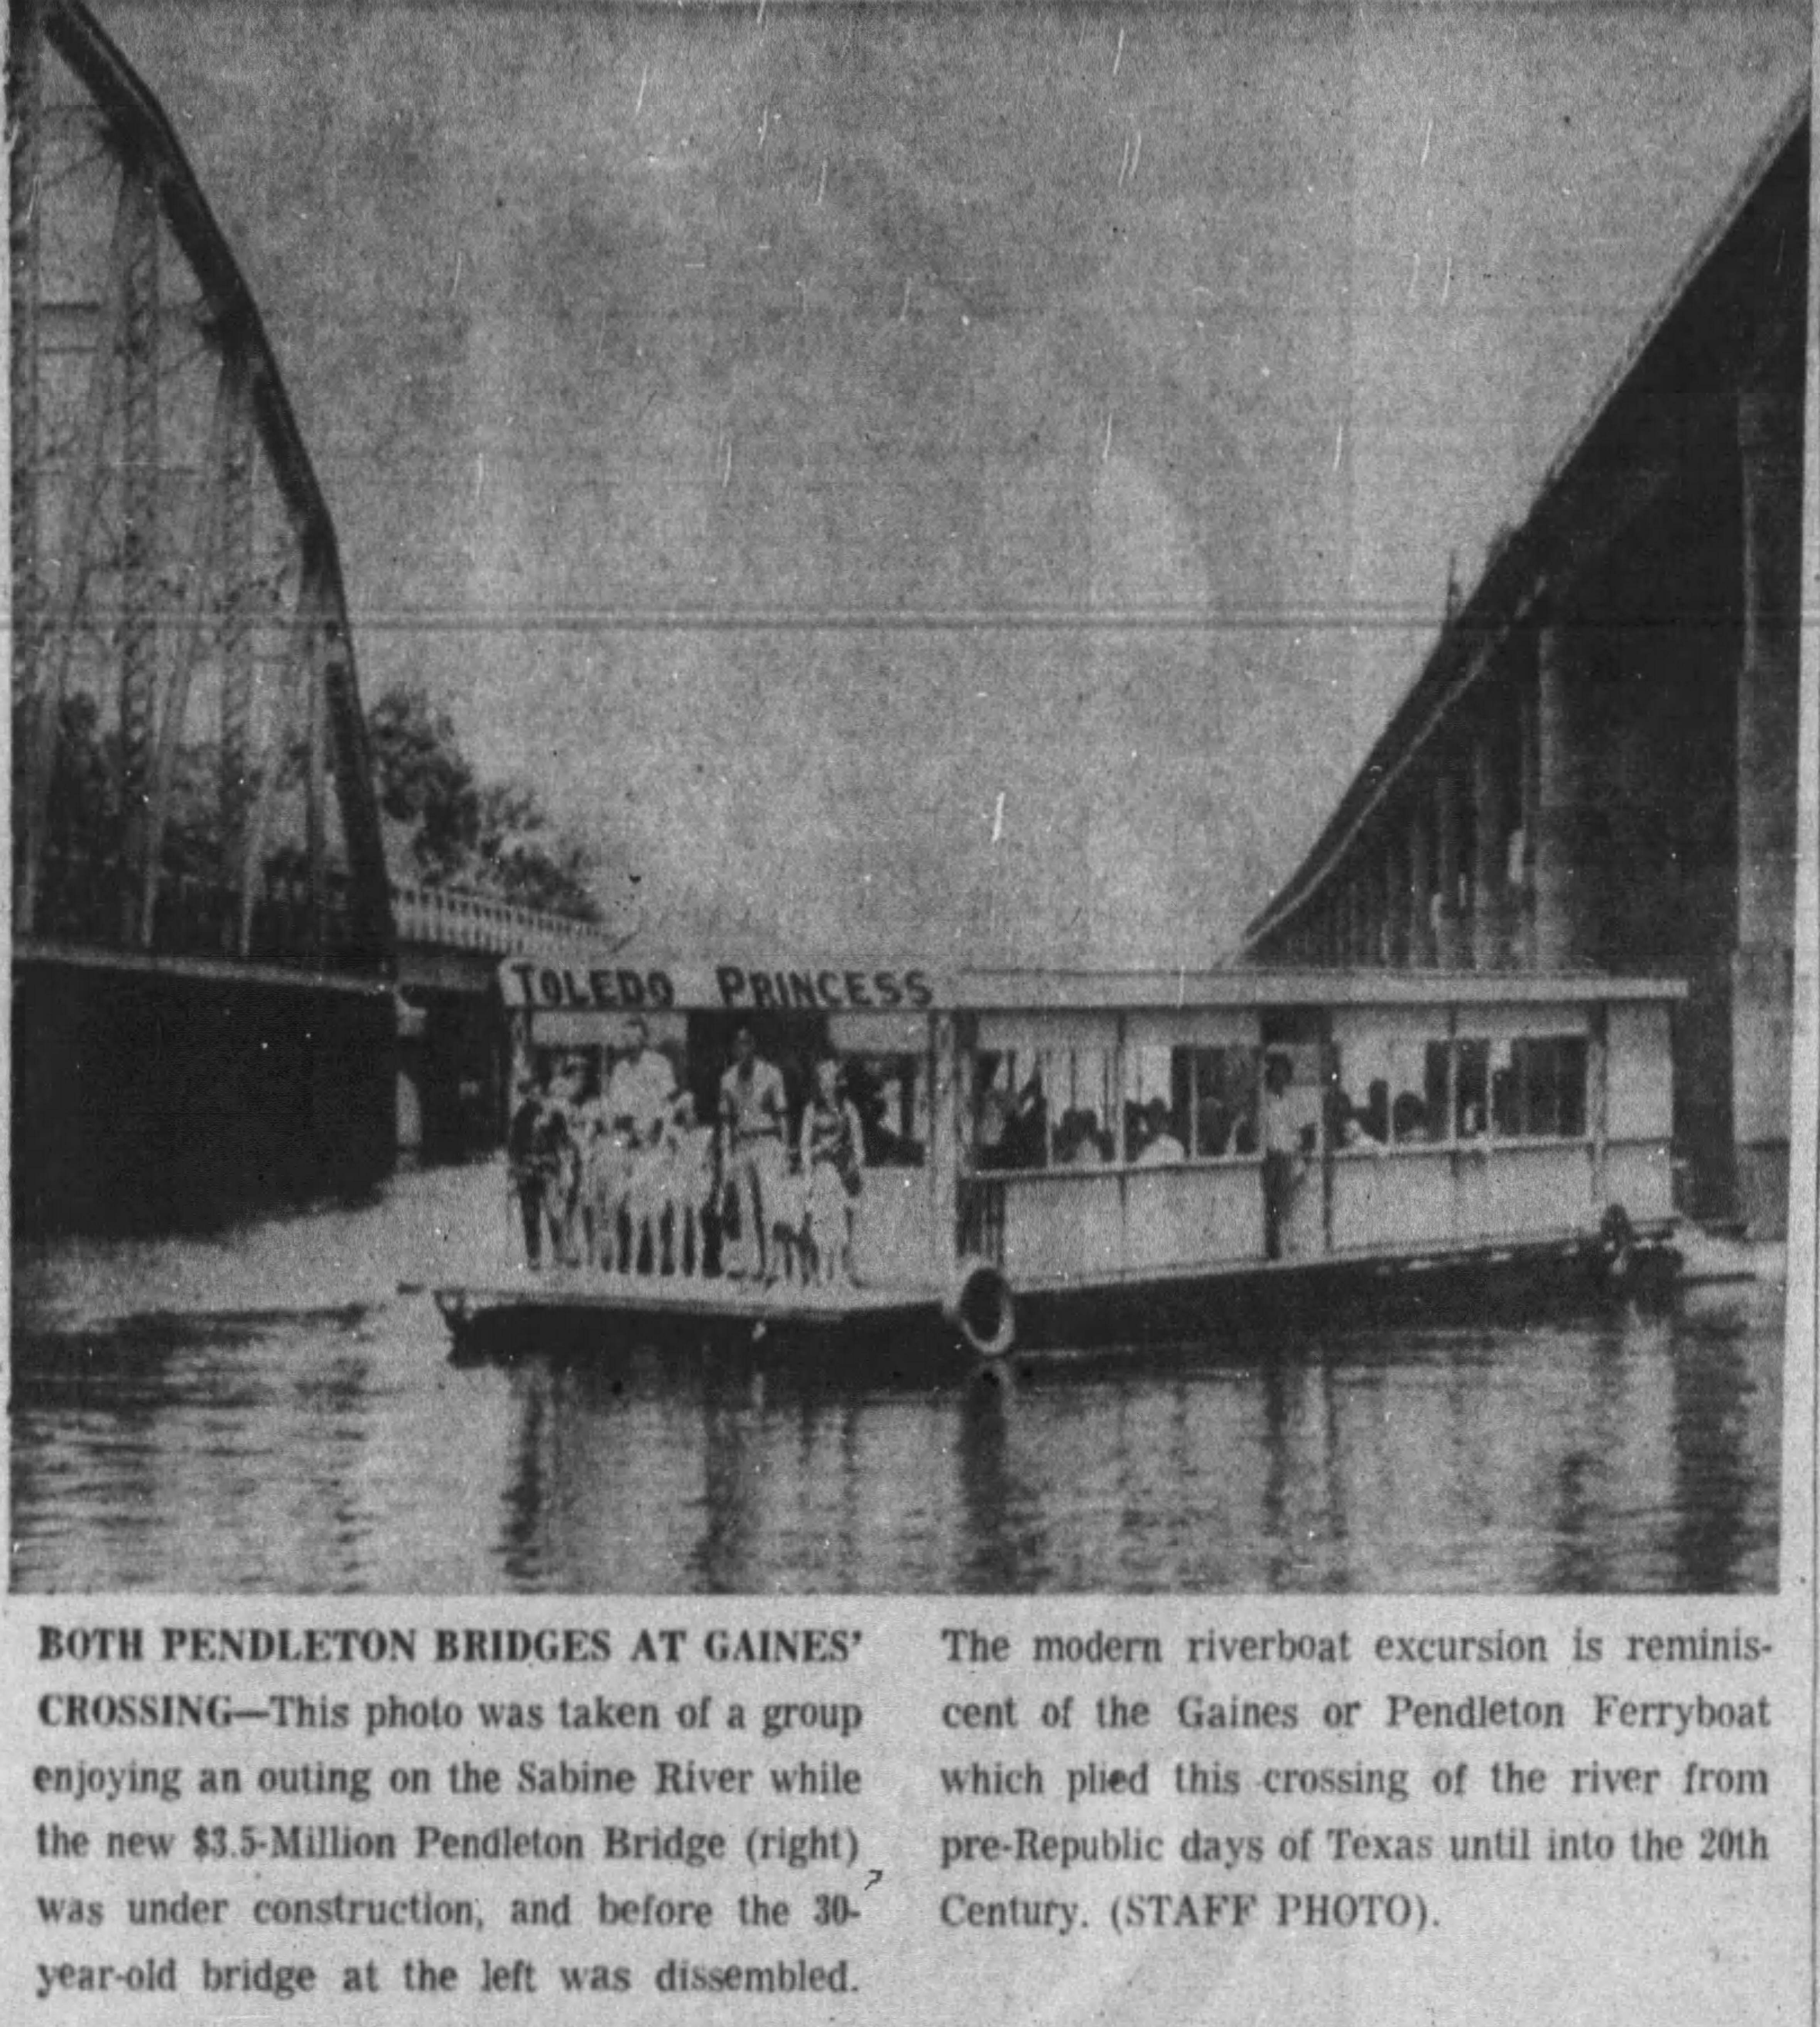 TOLEDO PRINCESS
BOTH PENDLETON BRIDGES AT GAINES'
CROSSING—This photo was taken of a group
enjoying an outing on the Sabine River while
the new $3.5-Million Pendleton Bridge (right)
was under construction, and before the 30-
year-old bridge at the left was dissembled.
The modern riverboat excursion is reminis-
cent of the Gaines or Pendleton Ferryboat
which plied this crossing of the river from
pre-Republic days of Texas until into the 20th
Century. (STAFF PHOTO).